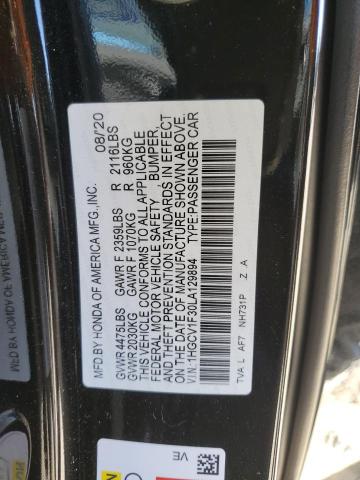 MFD.BY HONDA OF AMERICA MFG.,INC. 08/20
GVWR 4475LBS GAWR F 2359LBS R 2116LBS
GVWR 2030KG GAWR F 1070KG R 960KG
THIS VEHICLE CONFORMS TO ALL APPLICABLE
FEDERAL MOTOR VEHICLE SAFETY , BUMPER,
AND THEFT PREVENTION STANDARDS IN EFFECT
ON THE DATE OF MANUFACTURE SHOWN ABOVE.
V.I.N:1HGCV1F30LA129894 TYPE:PASSENGER CAR
TVA L AF7 NH731P Z A
VE